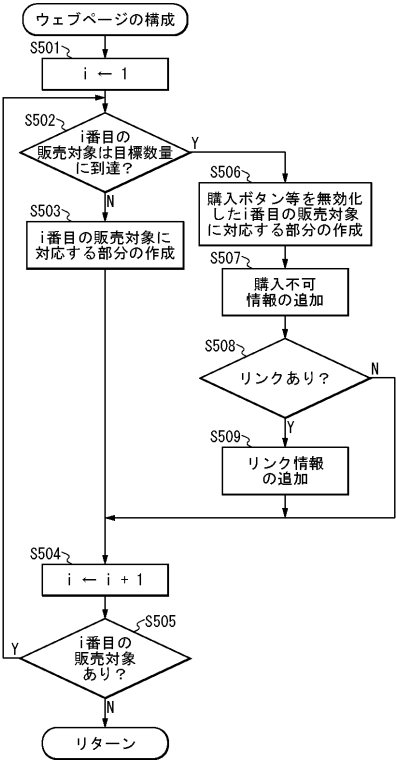 ウェブページの構成
S501
i ← 1
S502
i番目の
販売対象は目標数量
に到達?
Y
N
S503
i番目の販売対象に
対応する部分の作成
S506
購入ボタン等を無効化
したi番目の販売対象
に対応する部分の作成
S507
購入不可
情報の追加
S508
リンクあり?
N
Y
S509
リンク情報
の追加
S504
i ← i + 1
S505
i番目の
販売対象
あり?
Y
N
リターン